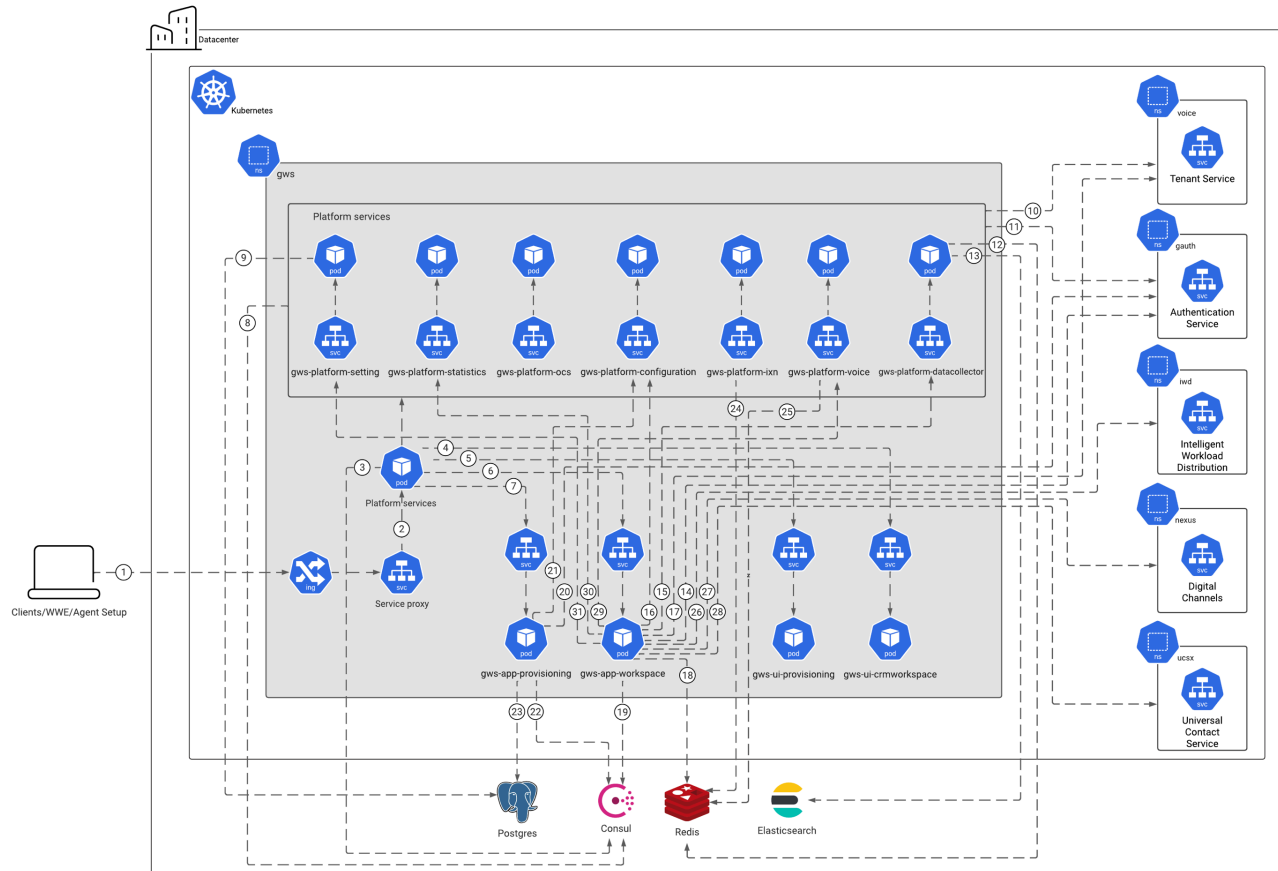 Datacenter
Kubernetes
ns
gws
Platform services
pod
pod
pod
pod
pod
pod
pod
svc
svc
svc
svc
svc
svc
svc
gws-platform-setting
gws-platform-statistics
gws-platform-ocs
gws-platform-configuration
gws-platform-ixn
gws-platform-voice
gws-platform-datacollector
9
8
10
11
12
13
24
25
3
4
5
6
7
pod
Platform services
2
svc
Service proxy
ing
1
Clients/WWE/Agent Setup
svc
svc
svc
svc
z
21
20
30
31
29
16
15
17
14
26
27
28
pod
pod
pod
pod
gws-app-provisioning
gws-app-workspace
gws-ui-provisioning
gws-ui-crmworkspace
18
23
22
19
Postgres
Consul
Redis
Elasticsearch
ns
voice
svc
Tenant Service
ns
gauth
svc
Authentication
Service
ns
iwd
svc
Intelligent
Workload
Distribution
ns
nexus
svc
Digital
Channels
ns
ucsx
svc
Universal
Contact
Service